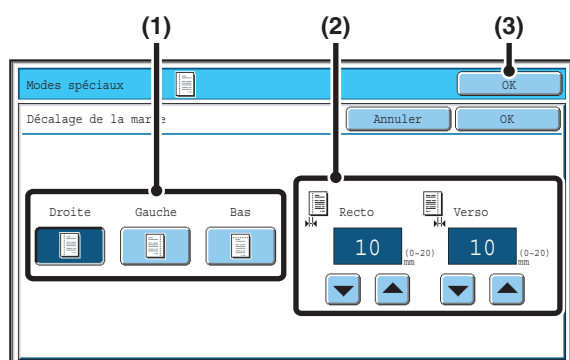 (1) (2) (3)
Modes spéciaux OK
Décalage de la marge Annuler OK
Droite Gauche Bas Recto Verso
10 (0~20) mm 10 (0~20) mm